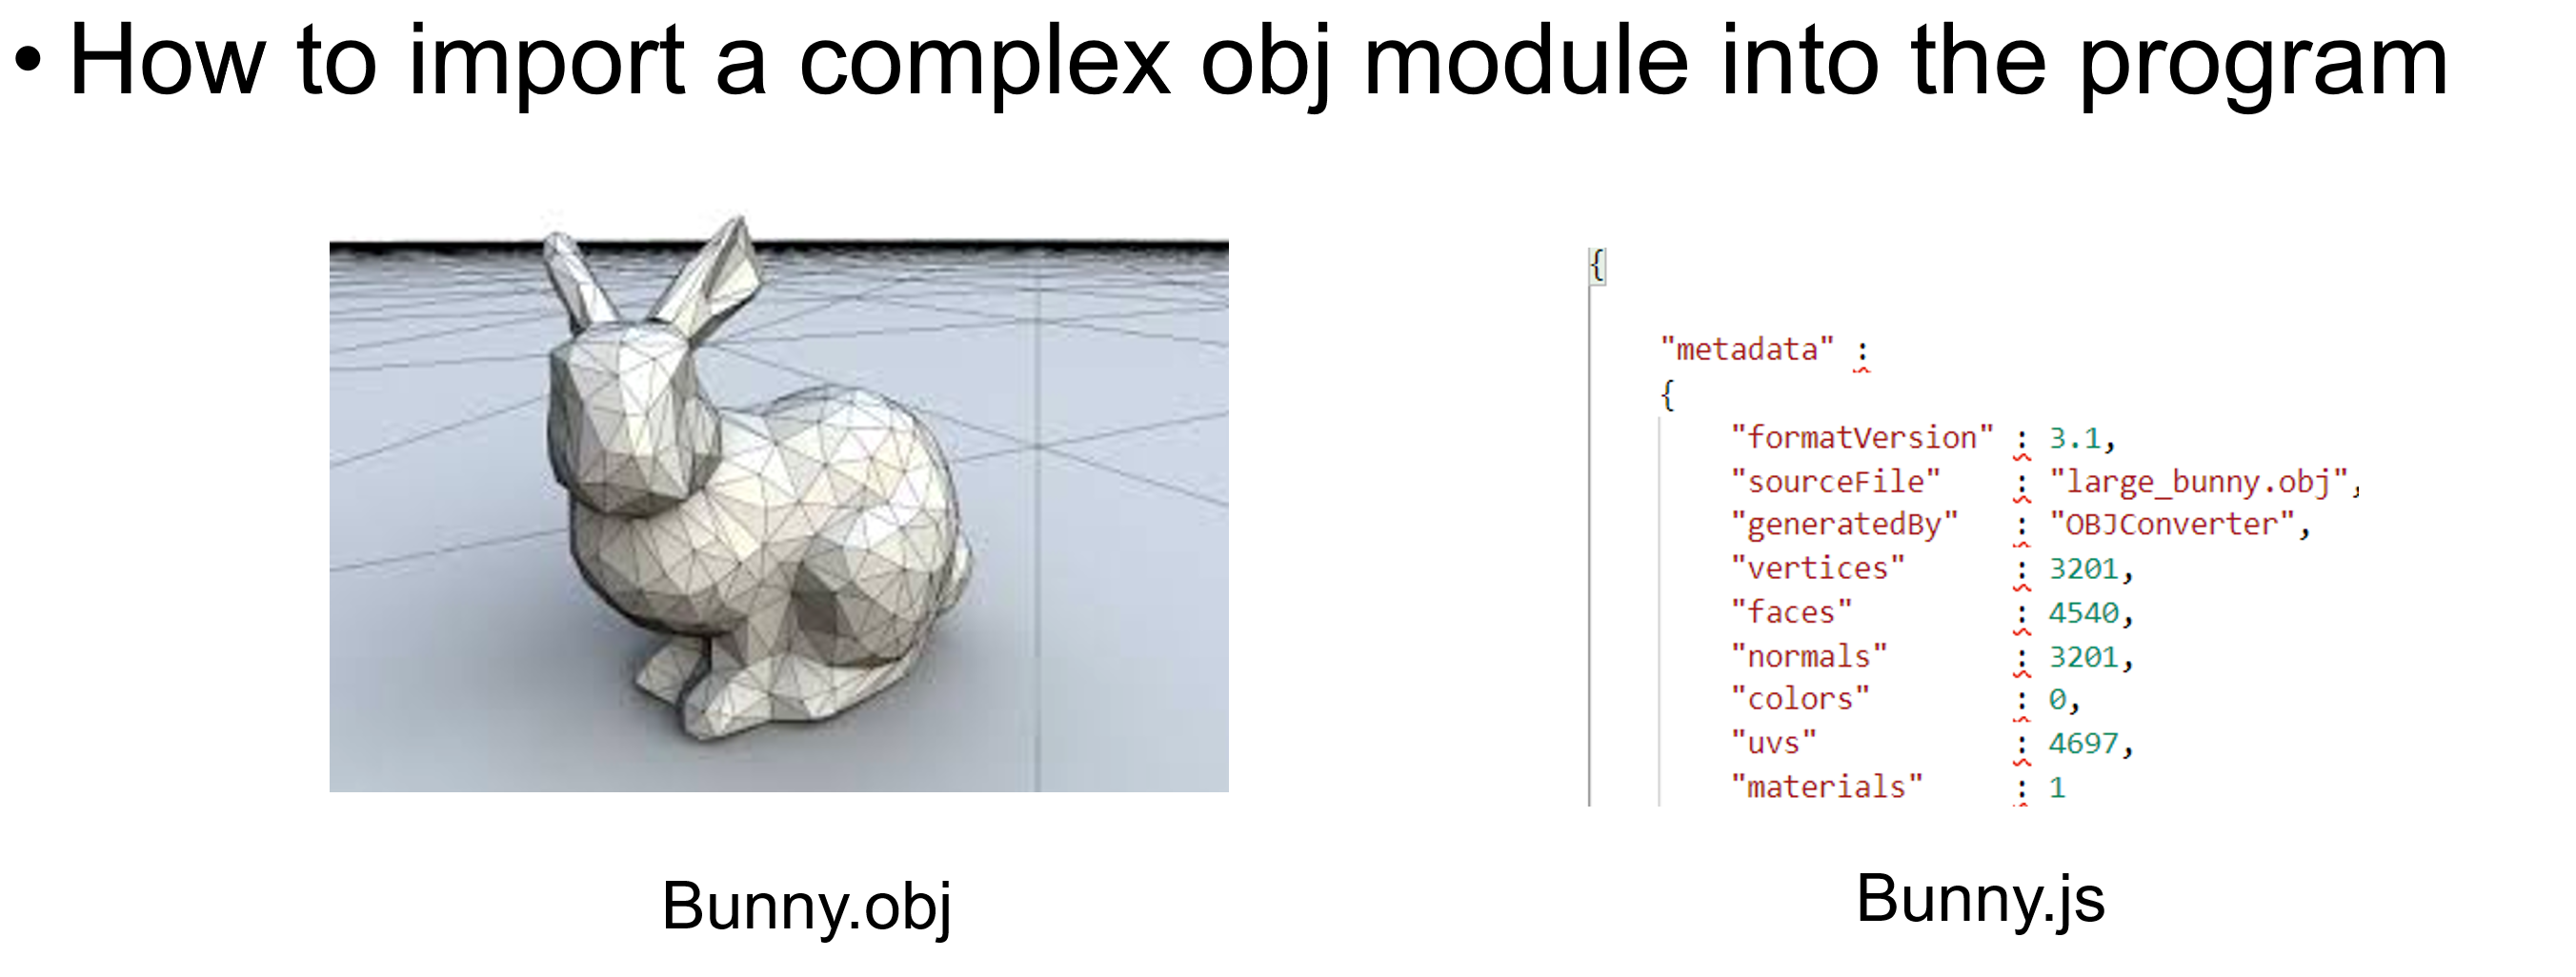 • How to import a complex obj module into the program
{
"metadata" :
{
"formatVersion" : 3.1,
"sourceFile" : "large_bunny.obj",
"generatedBy" : "OBJConverter",
"vertices" : 3201,
"faces" : 4540,
"normals" : 3201,
"colors" : 0,
"uvs" : 4697,
"materials" : 1
Bunny.obj
Bunny.js